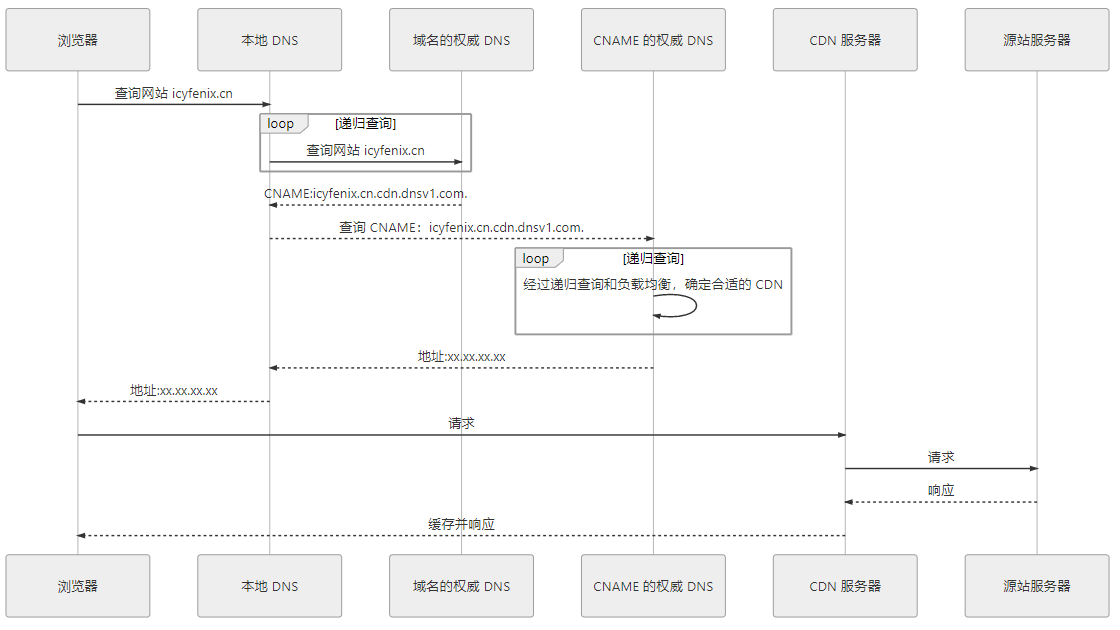 浏览器
本地 DNS
域名的权威 DNS
CNAME 的权威 DNS
CDN 服务器
源站服务器
查询网站 icyfenix.cn
loop
[递归查询]
查询网站 icyfenix.cn
CNAME:icyfenix.cn.cdn.dnsv1.com.
查询 CNAME：icyfenix.cn.cdn.dnsv1.com.
loop
[递归查询]
经过递归查询和负载均衡，确定合适的 CDN
地址:xx.xx.xx.xx
地址:xx.xx.xx.xx
请求
请求
响应
缓存并响应
浏览器
本地 DNS
域名的权威 DNS
CNAME 的权威 DNS
CDN 服务器
源站服务器